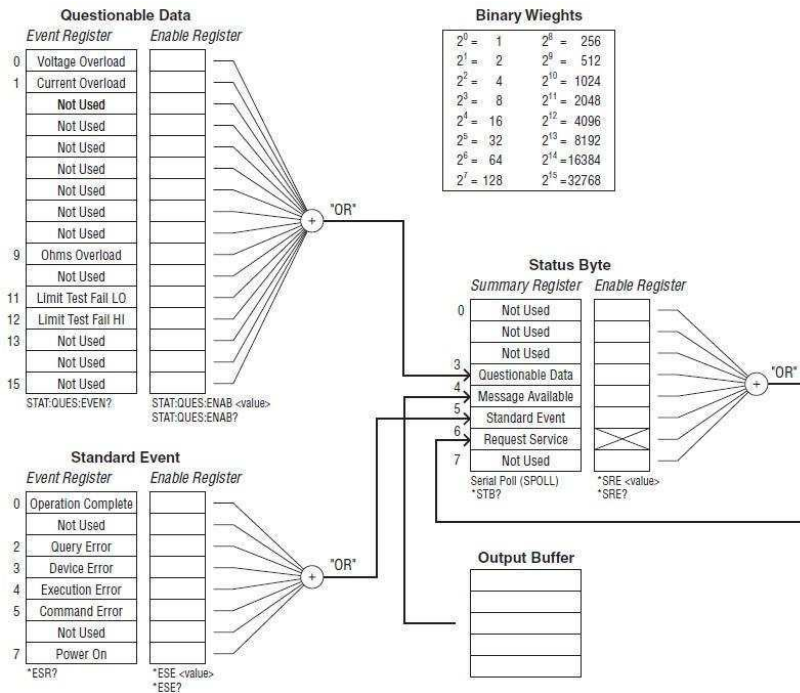 Questionable Data
Event Register Enable Register
0 Voltage Overload
1 Current Overload
Not Used
Not Used
Not Used
Not Used
Not Used
Not Used
Not Used
9 Ohms Overload
Not Used
11 Limit Test Fail LO
12 Limit Test Fail HI
13 Not Used
Not Used
15 Not Used
STAT:QUES:EVEN? STAT:QUES:ENAB <value>
STAT:QUES:ENAB?
+ "OR"
Binary Wieghts
2⁰ = 1 2⁸ = 256
2¹ = 2 2⁹ = 512
2² = 4 2¹⁰ = 1024
2³ = 8 2¹¹ = 2048
2⁴ = 16 2¹² = 4096
2⁵ = 32 2¹³ = 8192
2⁶ = 64 2¹⁴ =16384
2⁷ = 128 2¹⁵ =32768
Status Byte
Summary Register Enable Register
0 Not Used
Not Used
Not Used
3 Questionable Data
4 Message Available
5 Standard Event
6 Request Service
7 Not Used
Serial Poll (SPOLL) *SRE <value>
*STB? *SRE?
+ "OR"
Standard Event
Event Register Enable Register
0 Operation Complete
Not Used
2 Query Error
3 Device Error
4 Execution Error
5 Command Error
Not Used
7 Power On
*ESR? *ESE <value>
*ESE?
+ "OR"
Output Buffer